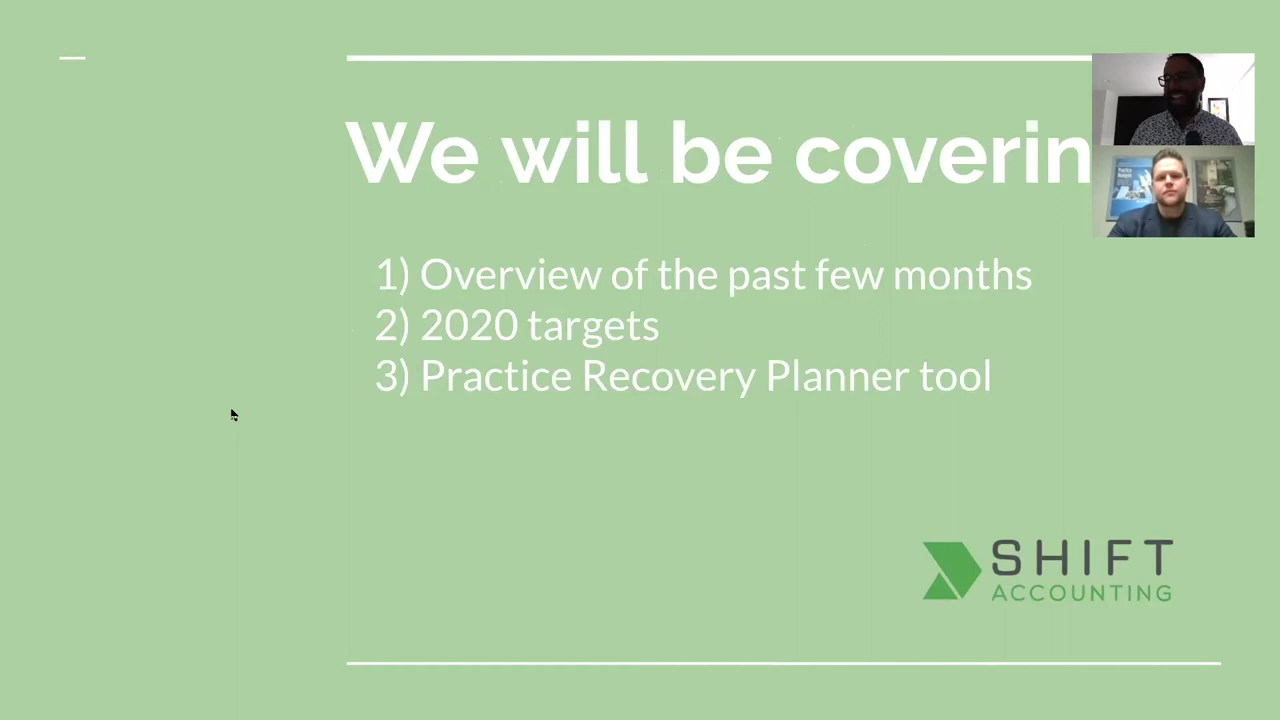 We will be coverin
1) Overview of the past few months
2) 2020 targets
3) Practice Recovery Planner tool
SHIFT
ACCOUNTING